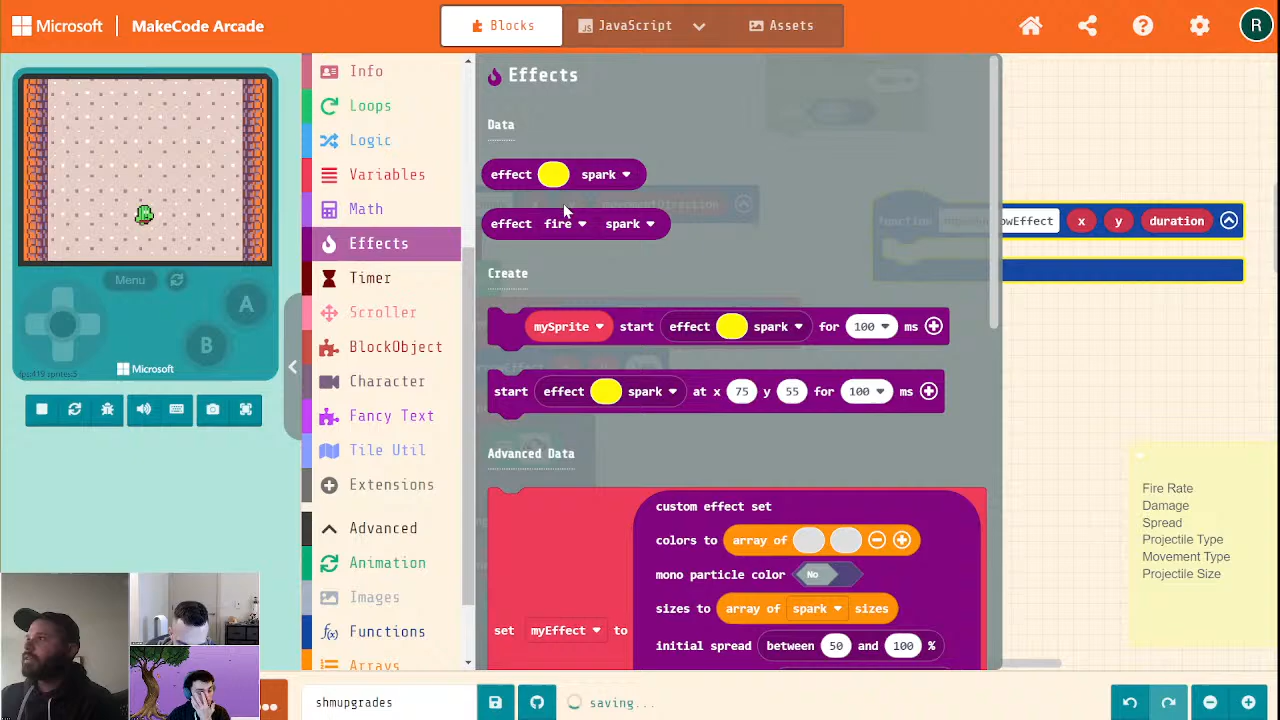 Microsoft | MakeCode Arcade
Blocks
JS JavaScript
Assets
R
Menu
A
B
Microsoft
Info
Loops
Logic
Variables
Math
Effects
Timer
Scroller
BlockObject
Character
Fancy Text
Tile Util
Extensions
Advanced
Animation
Images
Functions
Arrays
Effects
Data
effect spark
effect fire spark
Create
mySprite start effect spark for 100 ms
start effect spark at x 75 y 55 for 100 ms
Advanced Data
custom effect set
colors to array of
mono particle color No
sizes to array of spark sizes
initial spread between 50 and 100 %
set myEffect to
function
x y duration
Fire Rate
Damage
Spread
Projectile Type
Movement Type
Projectile Size
shmupgrades
saving...